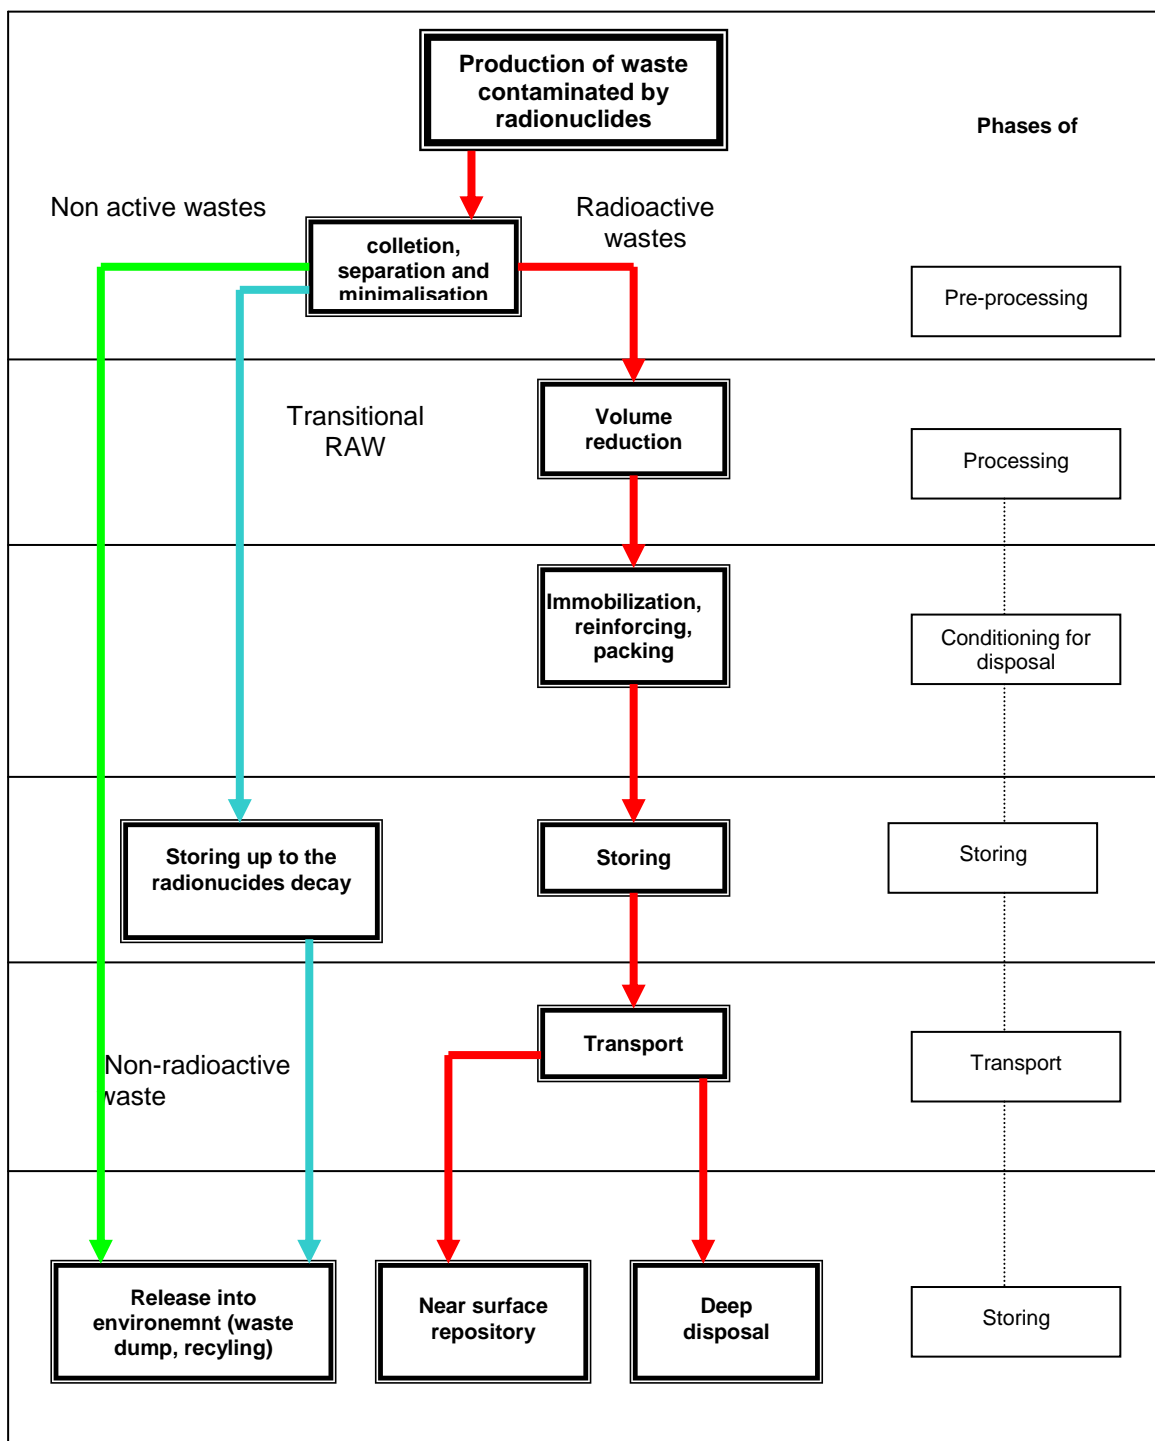 Production of waste
contaminated by
radionuclides
Phases of
Non active wastes
Radioactive
wastes
colletion,
separation and
minimalisation
Pre-processing
Transitional
RAW
Volume
reduction
Processing
Immobilization,
reinforcing,
packing
Conditioning for
disposal
Storing up to the
radionucides decay
Storing
Storing
Non-radioactive
waste
Transport
Transport
Release into
environemnt (waste
dump, recyling)
Near surface
repository
Deep
disposal
Storing